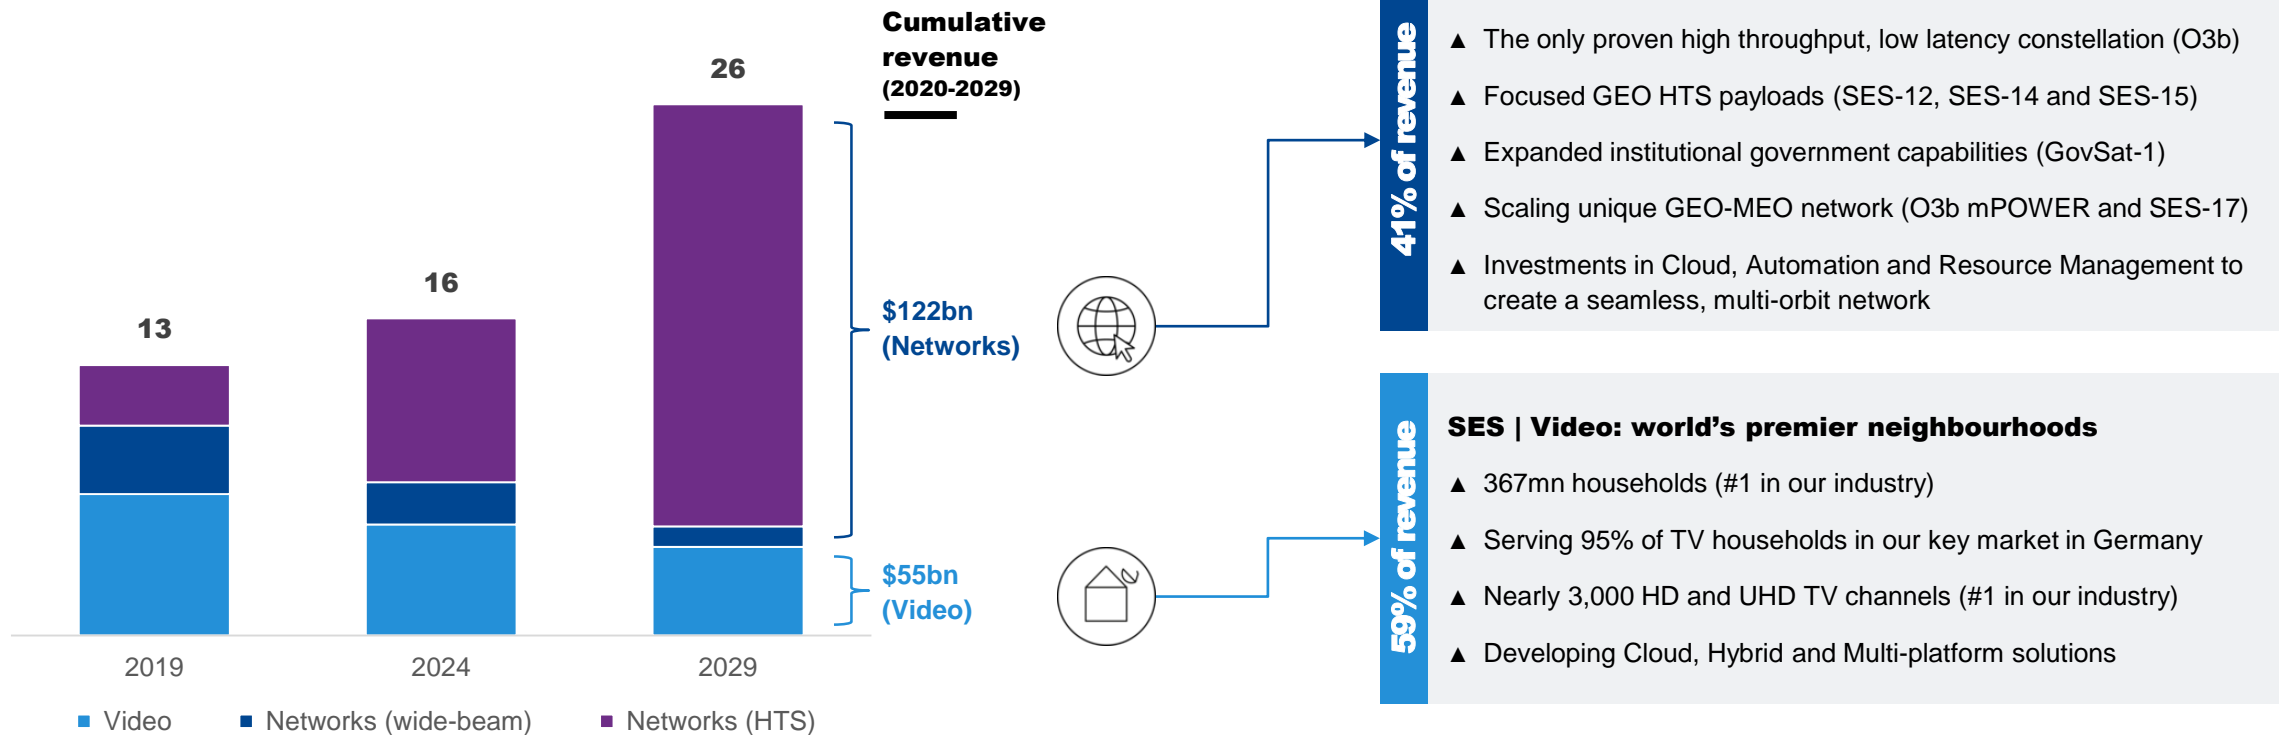 Cumulative
revenue
(2020-2029)
13
16
26
$122bn
(Networks)
$55bn
(Video)
2019
2024
2029
Video
Networks (wide-beam)
Networks (HTS)
41% of revenue
▲ The only proven high throughput, low latency constellation (O3b)
▲ Focused GEO HTS payloads (SES-12, SES-14 and SES-15)
▲ Expanded institutional government capabilities (GovSat-1)
▲ Scaling unique GEO-MEO network (O3b mPOWER and SES-17)
▲ Investments in Cloud, Automation and Resource Management to
create a seamless, multi-orbit network
59% of revenue
SES | Video: world’s premier neighbourhoods
▲ 367mn households (#1 in our industry)
▲ Serving 95% of TV households in our key market in Germany
▲ Nearly 3,000 HD and UHD TV channels (#1 in our industry)
▲ Developing Cloud, Hybrid and Multi-platform solutions